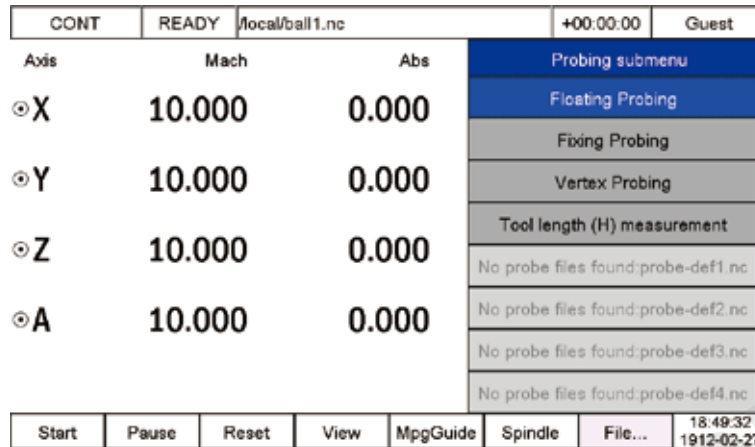 CONT READY /local/ball1.nc +00:00:00 Guest
Axis Mach Abs
X 10.000 0.000
Y 10.000 0.000
Z 10.000 0.000
A 10.000 0.000
Probing submenu
Floating Probing
Fixing Probing
Vertex Probing
Tool length (H) measurement
No probe files found:probe-def1.nc
No probe files found:probe-def2.nc
No probe files found:probe-def3.nc
No probe files found:probe-def4.nc
Start Pause Reset View MpgGuide Spindle File...
18:49:32